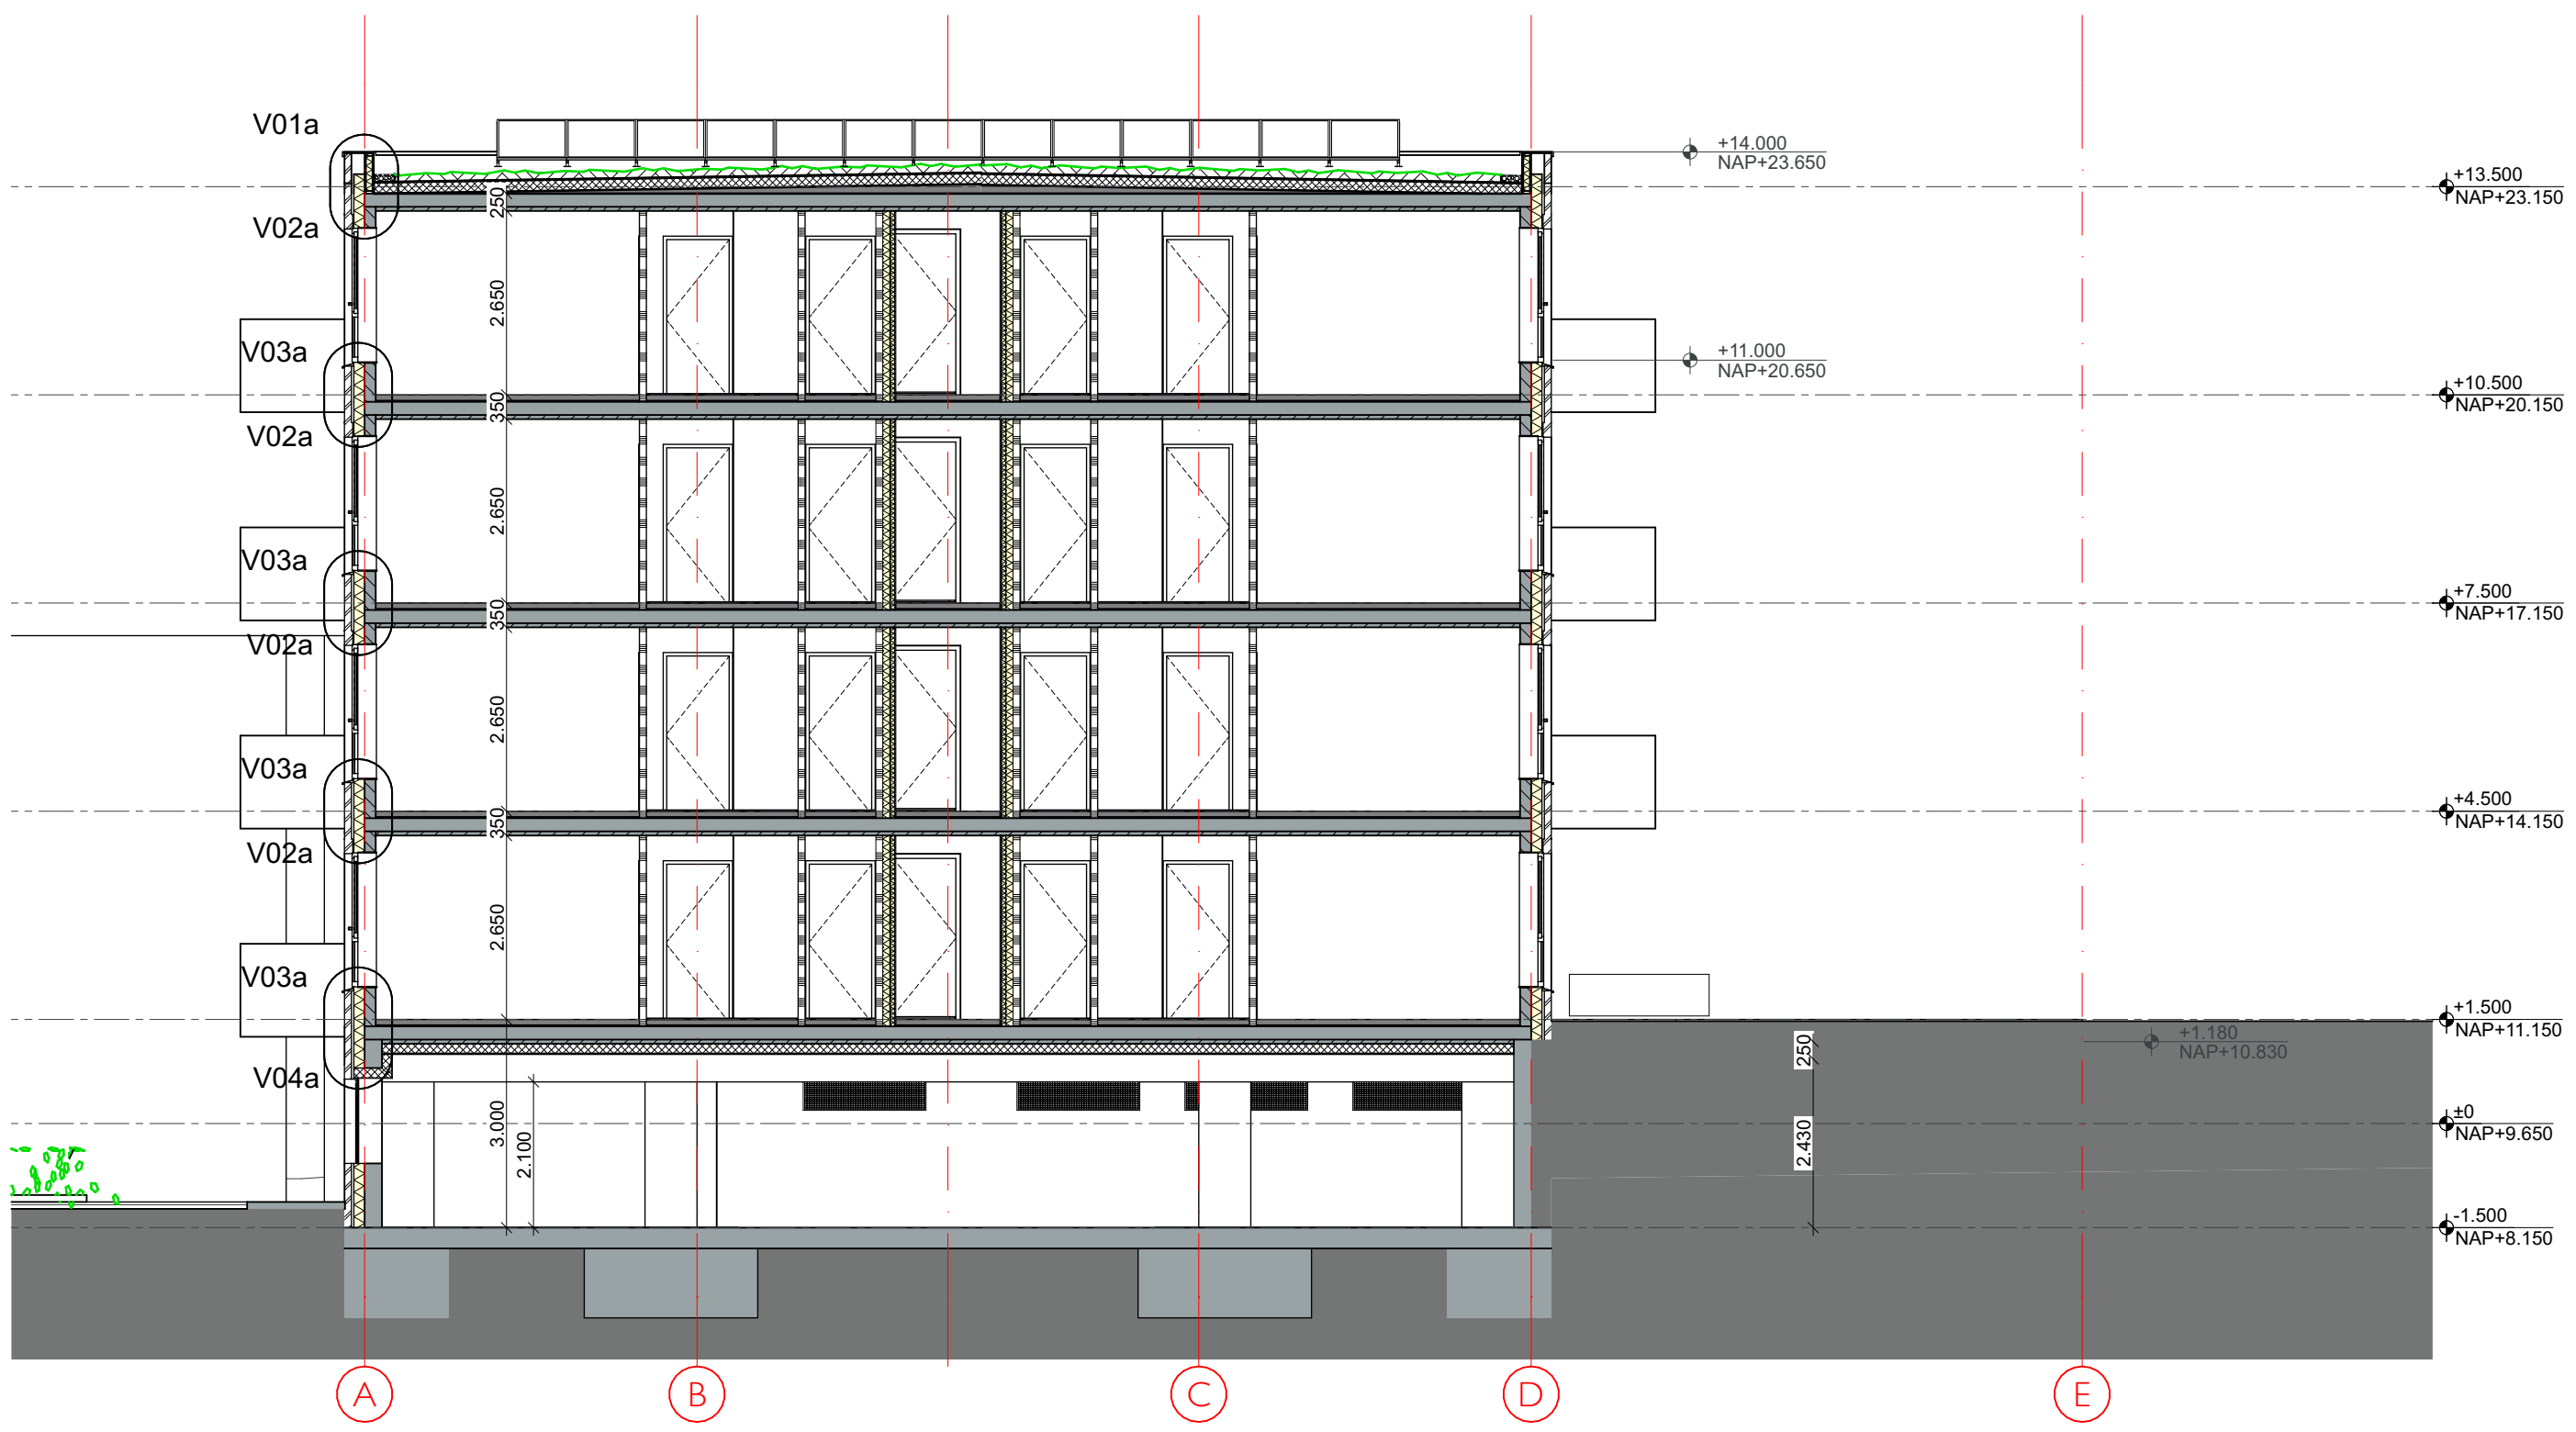 V01a
+14.000
NAP+23.650
+13.500
NAP+23.150
250
V02a
2.650
V03a
+11.000
NAP+20.650
+10.500
NAP+20.150
350
V02a
2.650
V03a
+7.500
NAP+17.150
350
V02a
2.650
V03a
+4.500
NAP+14.150
350
V02a
2.650
V03a
+1.500
NAP+11.150
+1.180
NAP+10.830
250
V04a
3.000
2.100
2.430
±0
NAP+9.650
-1.500
NAP+8.150
A
B
C
D
E